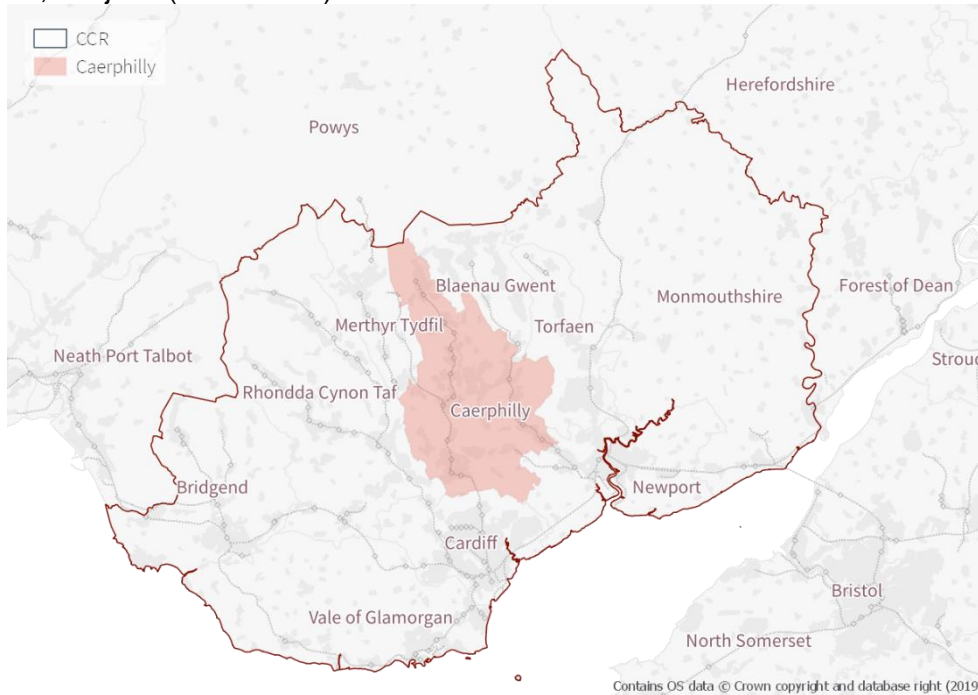 CCR
Caerphilly
Herefordshire
Powys
Blaenau Gwent
Forest of Dean
Monmouthshire
Merthyr Tydfil
Torfaen
Neath Port Talbot
Stroud
Rhondda Cynon Taf
Caerphilly
Bridgend
Newport
Cardiff
Bristol
Vale of Glamorgan
North Somerset
Contains OS data © Crown copyright and database right (2019